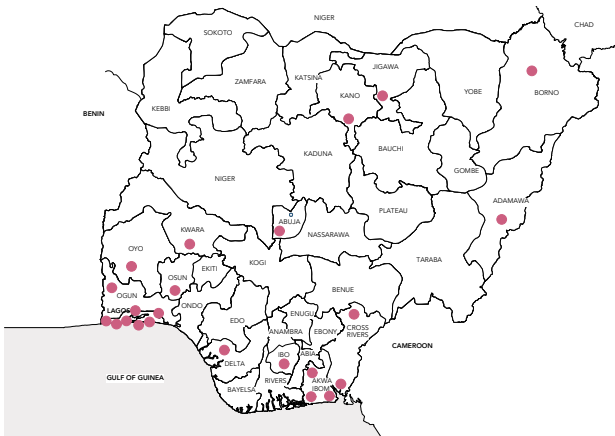 NIGER
CHAD
SOKOTO
JIGAWA
KATSINA
ZAMFARA
YOBE
KANO
BORNO
KEBBI
BENIN
KADUNA
BAUCHI
GOMBE
NIGER
ADAMAWA
PLATEAU
ABUJA
KWARA
NASSARAWA
OYO
KOGI
TARABA
EKITI
OSUN
BENUE
OGUN
ONDO
LAGOS
ENUGU
EDO
CROSS
RIVERS
ANAMBRA
EBONY
CAMEROON
IBO
ABIA
DELTA
GULF OF GUINEA
RIVERS
AKWA
IBOM
BAYELSA